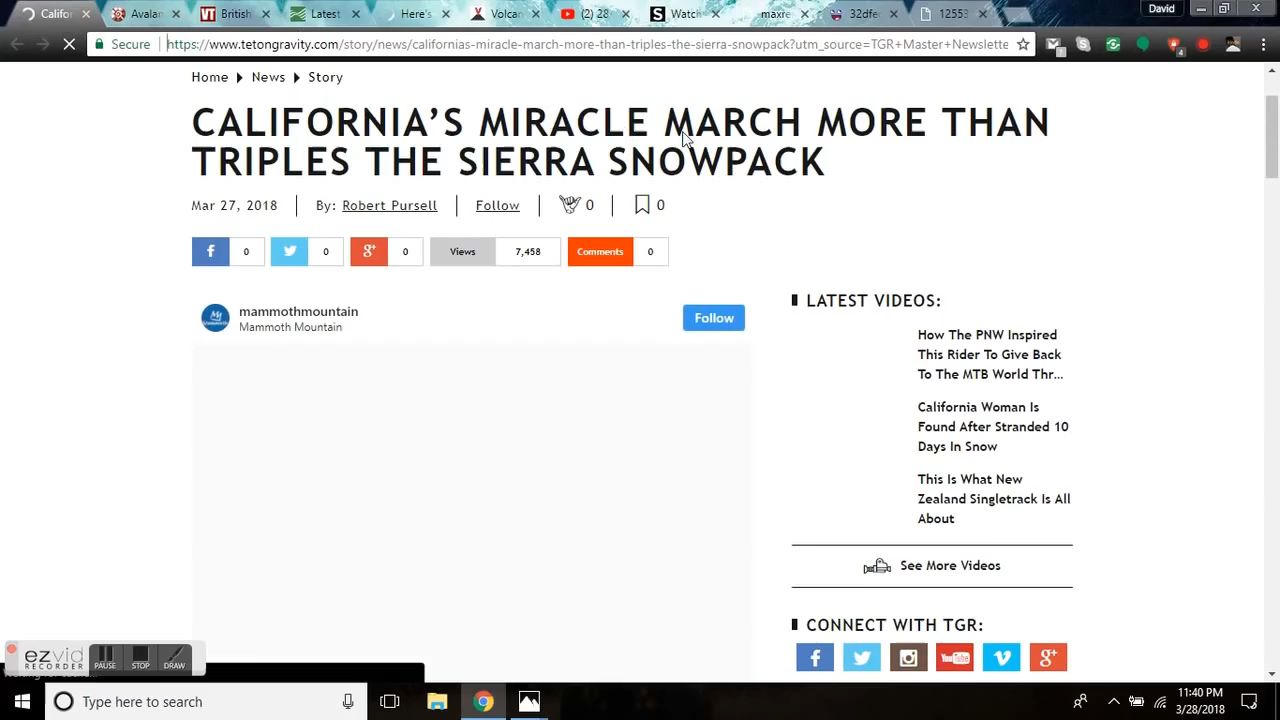 Califor
Avalan
British
Latest
Here's
Volcan
(2) 28
Watch
maxre
32dfe
12553
David
Secure
https://www.tetongravity.com/story/news/californias-miracle-march-more-than-triples-the-sierra-snowpack?utm_source=TGR+Master+Newslette
Home News Story
CALIFORNIA'S MIRACLE MARCH MORE THAN
TRIPLES THE SIERRA SNOWPACK
Mar 27, 2018 By: Robert Pursell Follow 0 0
0 0 0 Views 7,458 Comments 0
mammothmountain
Mammoth Mountain
Follow
LATEST VIDEOS:
How The PNW Inspired
This Rider To Give Back
To The MTB World Thr...
California Woman Is
Found After Stranded 10
Days In Snow
This Is What New
Zealand Singletrack Is All
About
See More Videos
CONNECT WITH TGR:
You Tube
ezvid
RECORDER
PAUSE STOP DRAW
Type here to search
11:40 PM
3/28/2018